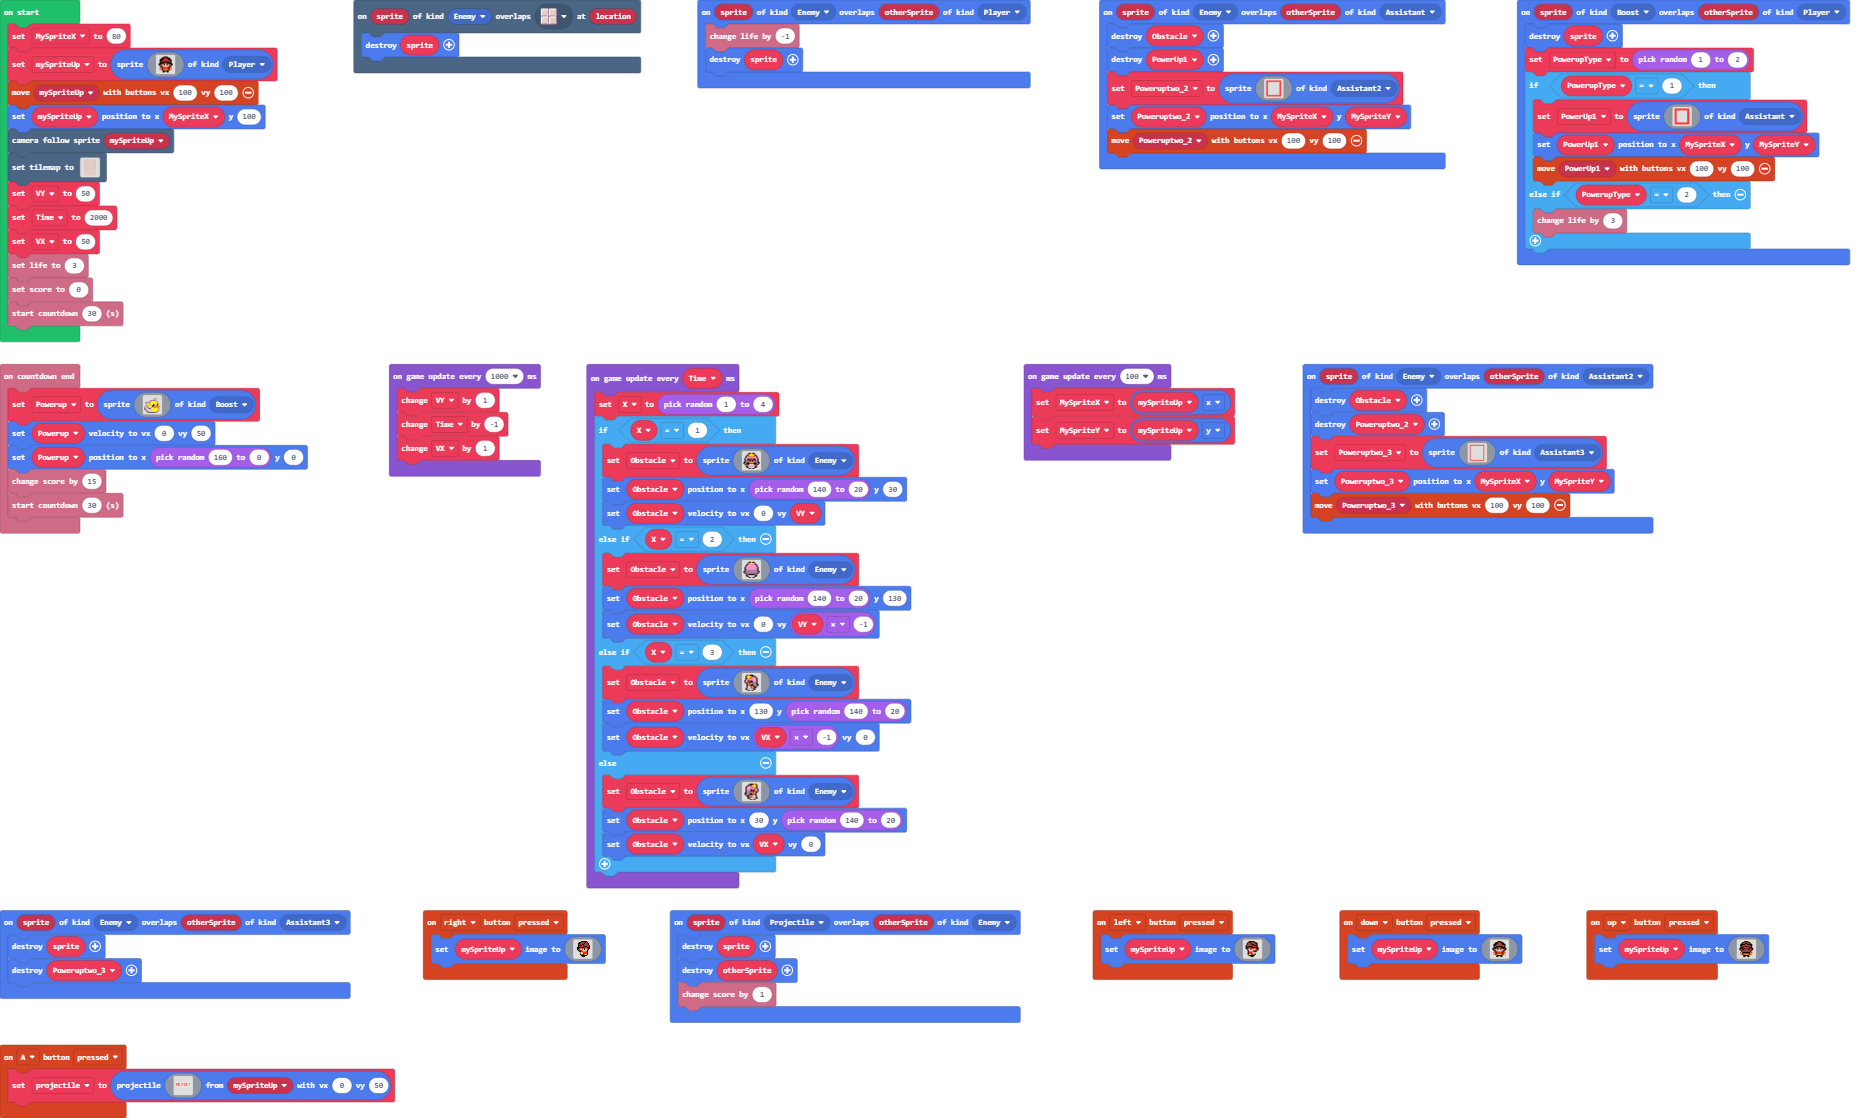 on start
set MySpriteX to 80
set mySpriteUp to sprite of kind Player
move mySpriteUp with buttons vx 100 vy 100
set mySpriteUp position to x MySpriteX y 100
camera follow sprite mySpriteUp
set tilemap to
set VY to 50
set Time to 2000
set VX to 50
set life to 3
set score to 0
start countdown 30 (s)
on sprite of kind Enemy overlaps at location
destroy sprite
on sprite of kind Enemy overlaps otherSprite of kind Player
change life by -1
destroy sprite
on sprite of kind Enemy overlaps otherSprite of kind Assistant
destroy Obstacle
destroy PowerUp1
set Poweruptwo_2 to sprite of kind Assistant2
set Poweruptwo_2 position to x MySpriteX y MySpriteY
move Poweruptwo_2 with buttons vx 100 vy 100
on sprite of kind Boost overlaps otherSprite of kind Player
destroy sprite
set PowerupType to pick random 1 to 2
if PowerupType = 1 then
set PowerUp1 to sprite of kind Assistant
set PowerUp1 position to x MySpriteX y MySpriteY
move PowerUp1 with buttons vx 100 vy 100
else if PowerupType = 2 then
change life by 3
on countdown end
set Powerup to sprite of kind Boost
set Powerup velocity to vx 0 vy 50
set Powerup position to x pick random 160 to 0 y 0
change score by 15
start countdown 30 (s)
on game update every 1000 ms
change VY by 1
change Time by -1
change VX by 1
on game update every Time ms
set X to pick random 1 to 4
if X = 1 then
set Obstacle to sprite of kind Enemy
set Obstacle position to x pick random 140 to 20 y 30
set Obstacle velocity to vx 0 vy VY
else if X = 2 then
set Obstacle to sprite of kind Enemy
set Obstacle position to x pick random 140 to 20 y 130
set Obstacle velocity to vx 0 vy VY × -1
else if X = 3 then
set Obstacle to sprite of kind Enemy
set Obstacle position to x 130 y pick random 140 to 20
set Obstacle velocity to vx VX × -1 vy 0
else
set Obstacle to sprite of kind Enemy
set Obstacle position to x 30 y pick random 140 to 20
set Obstacle velocity to vx VX vy 0
on game update every 100 ms
set MySpriteX to mySpriteUp x
set MySpriteY to mySpriteUp y
on sprite of kind Enemy overlaps otherSprite of kind Assistant2
destroy Obstacle
destroy Poweruptwo_2
set Poweruptwo_3 to sprite of kind Assistant3
set Poweruptwo_3 position to x MySpriteX y MySpriteY
move Poweruptwo_3 with buttons vx 100 vy 100
on sprite of kind Enemy overlaps otherSprite of kind Assistant3
destroy sprite
destroy Poweruptwo_3
on right button pressed
set mySpriteUp image to
on sprite of kind Projectile overlaps otherSprite of kind Enemy
destroy sprite
destroy otherSprite
change score by 1
on left button pressed
set mySpriteUp image to
on down button pressed
set mySpriteUp image to
on up button pressed
set mySpriteUp image to
on A button pressed
set projectile to projectile from mySpriteUp with vx 0 vy 50